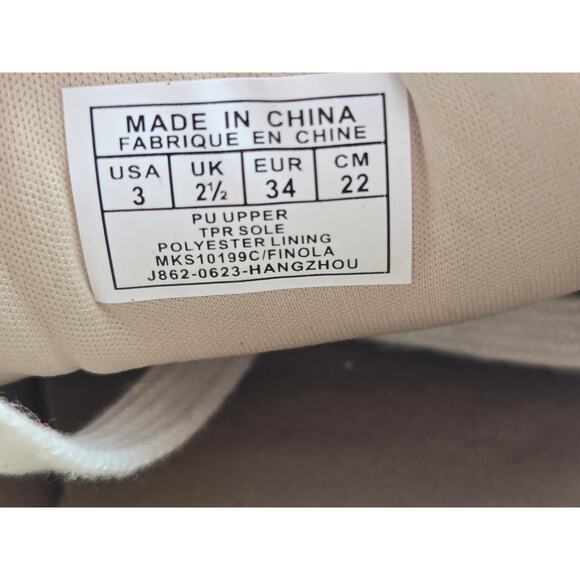 MADE IN CHINA
FABRIQUE EN CHINE
USA UK EUR CM
3 2½ 34 22
PU UPPER
TPR SOLE
POLYESTER LINING
MKS10199C/FINOLA
J862-0623-HANGZHOU